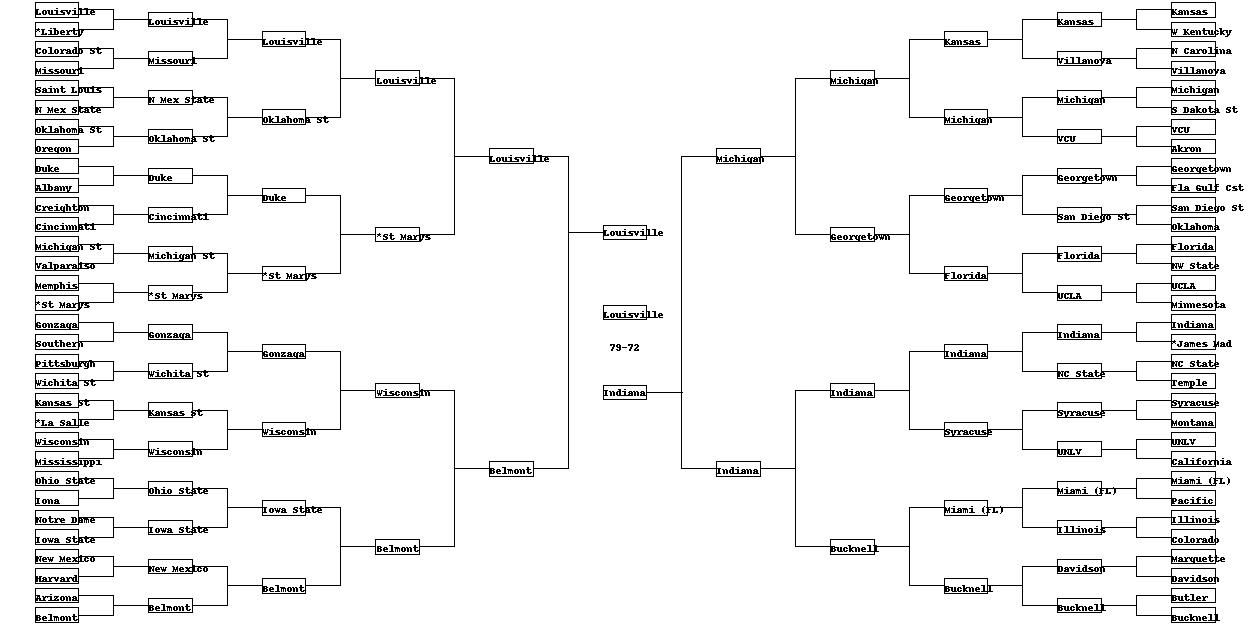 Louisville
*Liberty
Colorado St
Missouri
Saint Louis
N Mex State
Oklahoma St
Oregon
Duke
Albany
Creighton
Cincinnati
Michigan St
Valparaiso
Memphis
*St Marys
Gonzaga
Southern
Pittsburgh
Wichita St
Kansas St
*La Salle
Wisconsin
Mississippi
Ohio State
Iona
Notre Dame
Iowa State
New Mexico
Harvard
Arizona
Belmont
Louisville
Missouri
N Mex State
Oklahoma St
Duke
Cincinnati
Michigan St
*St Marys
Gonzaga
Wichita St
Kansas St
Wisconsin
Ohio State
Iowa State
New Mexico
Belmont
Louisville
Oklahoma St
Duke
*St Marys
Gonzaga
Wisconsin
Iowa State
Belmont
Louisville
*St Marys
Wisconsin
Belmont
Louisville
Belmont
Louisville
Louisville
79-72
Indiana
Michigan
Indiana
Michigan
Georgetown
Indiana
Bucknell
Kansas
Michigan
Georgetown
Florida
Indiana
Syracuse
Miami (FL)
Bucknell
Kansas
Villanova
Michigan
VCU
Georgetown
San Diego St
Florida
UCLA
Indiana
NC State
Syracuse
UNLV
Miami (FL)
Illinois
Davidson
Bucknell
Kansas
W Kentucky
N Carolina
Villanova
Michigan
S Dakota St
VCU
Akron
Georgetown
Fla Gulf Cst
San Diego St
Oklahoma
Florida
NW State
UCLA
Minnesota
Indiana
*James Mad
NC State
Temple
Syracuse
Montana
UNLV
California
Miami (FL)
Pacific
Illinois
Colorado
Marquette
Davidson
Butler
Bucknell